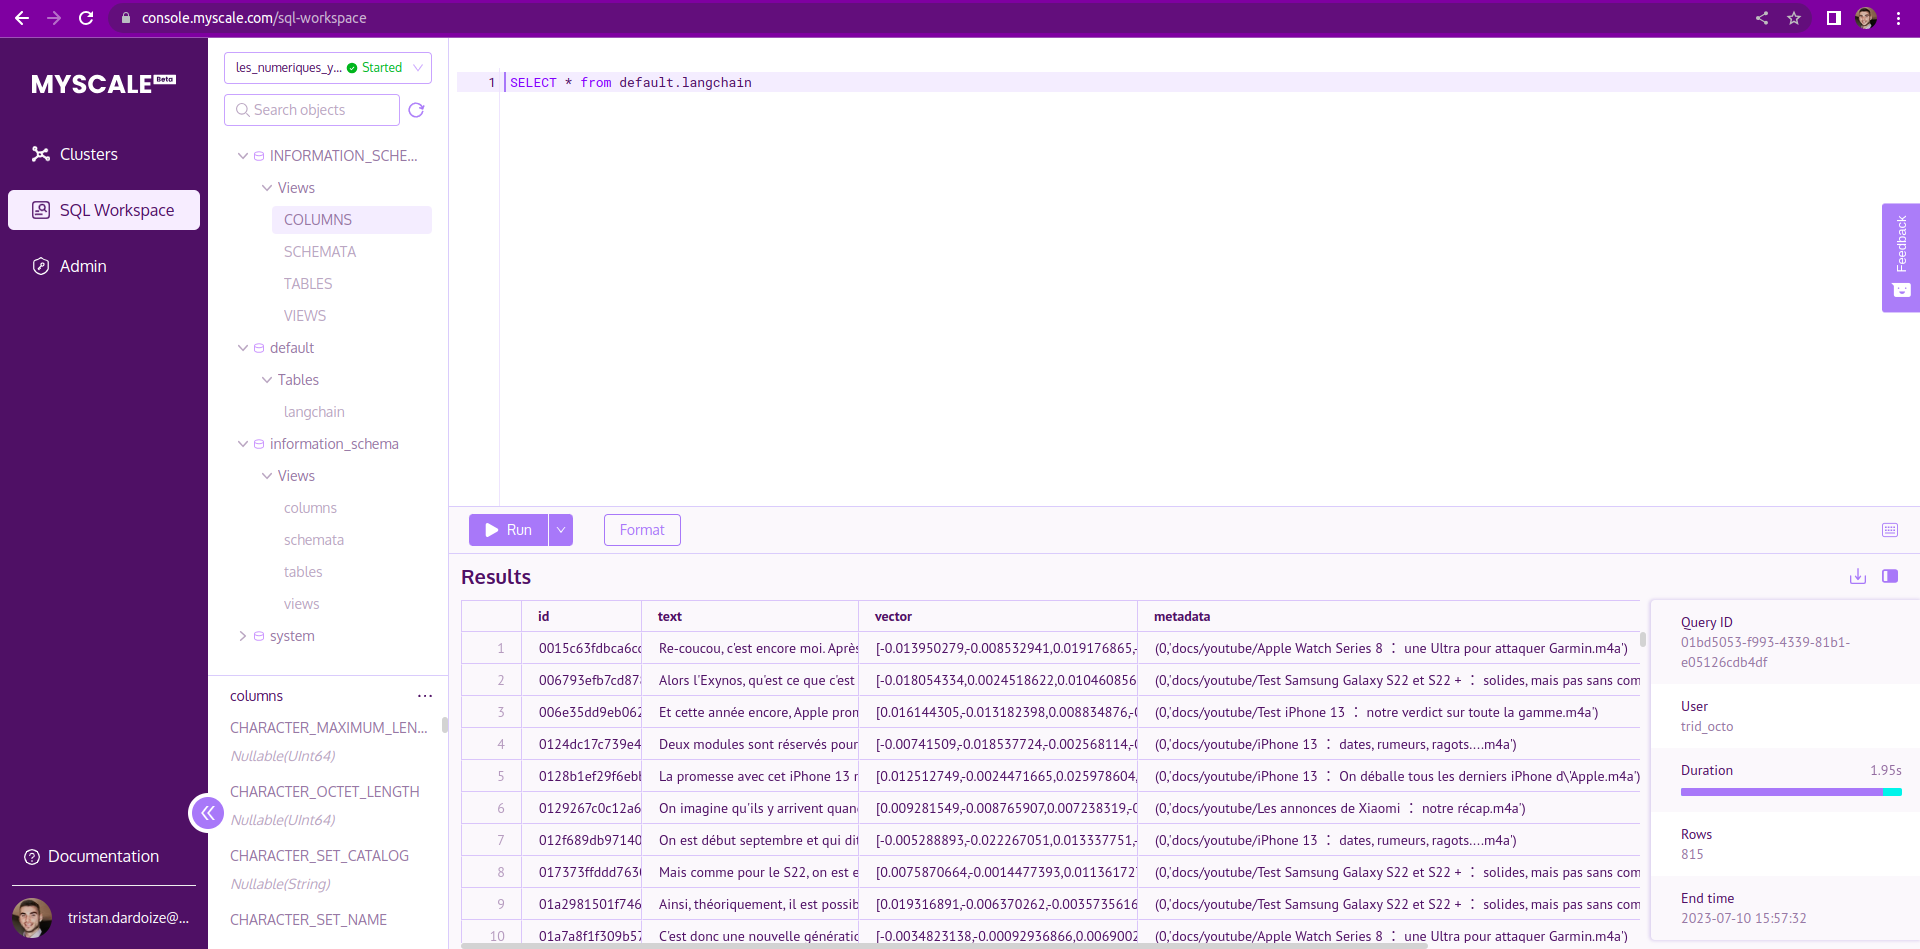 console.myscale.com/sql-workspace
MYSCALE Beta
Clusters
SQL Workspace
Admin
Documentation
tristan.dardoize@...
les_numeriques_y... Started
Search objects
INFORMATION_SCHE...
Views
COLUMNS
SCHEMATA
TABLES
VIEWS
default
Tables
langchain
information_schema
Views
columns
schemata
tables
views
system
columns ...
CHARACTER_MAXIMUM_LEN...
Nullable(UInt64)
CHARACTER_OCTET_LENGTH
Nullable(UInt64)
CHARACTER_SET_CATALOG
Nullable(String)
CHARACTER_SET_NAME
1 SELECT * from default.langchain
Feedback
Run Format
Results
id text vector metadata
1 0015c63fdbca6cc Re-coucou, c'est encore moi. Après [-0.013950279,-0.008532941,0.019176865,- (0,'docs/youtube/Apple Watch Series 8 : une Ultra pour attaquer Garmin.m4a')
2 006793efb7cd87 Alors l'Exynos, qu'est ce que c'est [-0.018054334,0.0024518622,0.010460856 (0,'docs/youtube/Test Samsung Galaxy S22 et S22 + : solides, mais pas sans com
3 006e35dd9eb062 Et cette année encore, Apple pron [0.016144305,-0.013182398,0.008834876,- (0,'docs/youtube/Test iPhone 13 : notre verdict sur toute la gamme.m4a')
4 0124dc17c739e4 Deux modules sont réservés pour [-0.00741509,-0.018537724,-0.002568114,- (0,'docs/youtube/iPhone 13 : dates, rumeurs, ragots....m4a')
5 0128b1ef29f6eb La promesse avec cet iPhone 13 [0.012512749,-0.0024471665,0.025978604, (0,'docs/youtube/iPhone 13 : On déballe tous les derniers iPhone d\'Apple.m4a')
6 0129267c0c12a6 On imagine qu'ils y arrivent quan [0.009281549,-0.008765907,0.007238319,- (0,'docs/youtube/Les annonces de Xiaomi : notre récap.m4a')
7 012f689db97140 On est début septembre et qui dit [-0.005288893,-0.022267051,0.013337751,- (0,'docs/youtube/iPhone 13 : dates, rumeurs, ragots....m4a')
8 017373ffddd763 Mais comme pour le S22, on est e [0.0075870664,-0.0014477393,0.01136172 (0,'docs/youtube/Test Samsung Galaxy S22 et S22 + : solides, mais pas sans com
9 01a2981501f746 Ainsi, théoriquement, il est possib [0.019316891,-0.006370262,-0.0035735616 (0,'docs/youtube/Test Samsung Galaxy S22 et S22 + : solides, mais pas sans com
10 01a7a8f1f309b57 C'est donc une nouvelle génératio [-0.0034823138,-0.00092936866,0.0069002 (0,'docs/youtube/Apple Watch Series 8 : une Ultra pour attaquer Garmin.m4a')
Query ID
01bd5053-f993-4339-81b1-
e05126cdb4df
User
trid_octo
Duration 1.95s
Rows
815
End time
2023-07-10 15:57:32